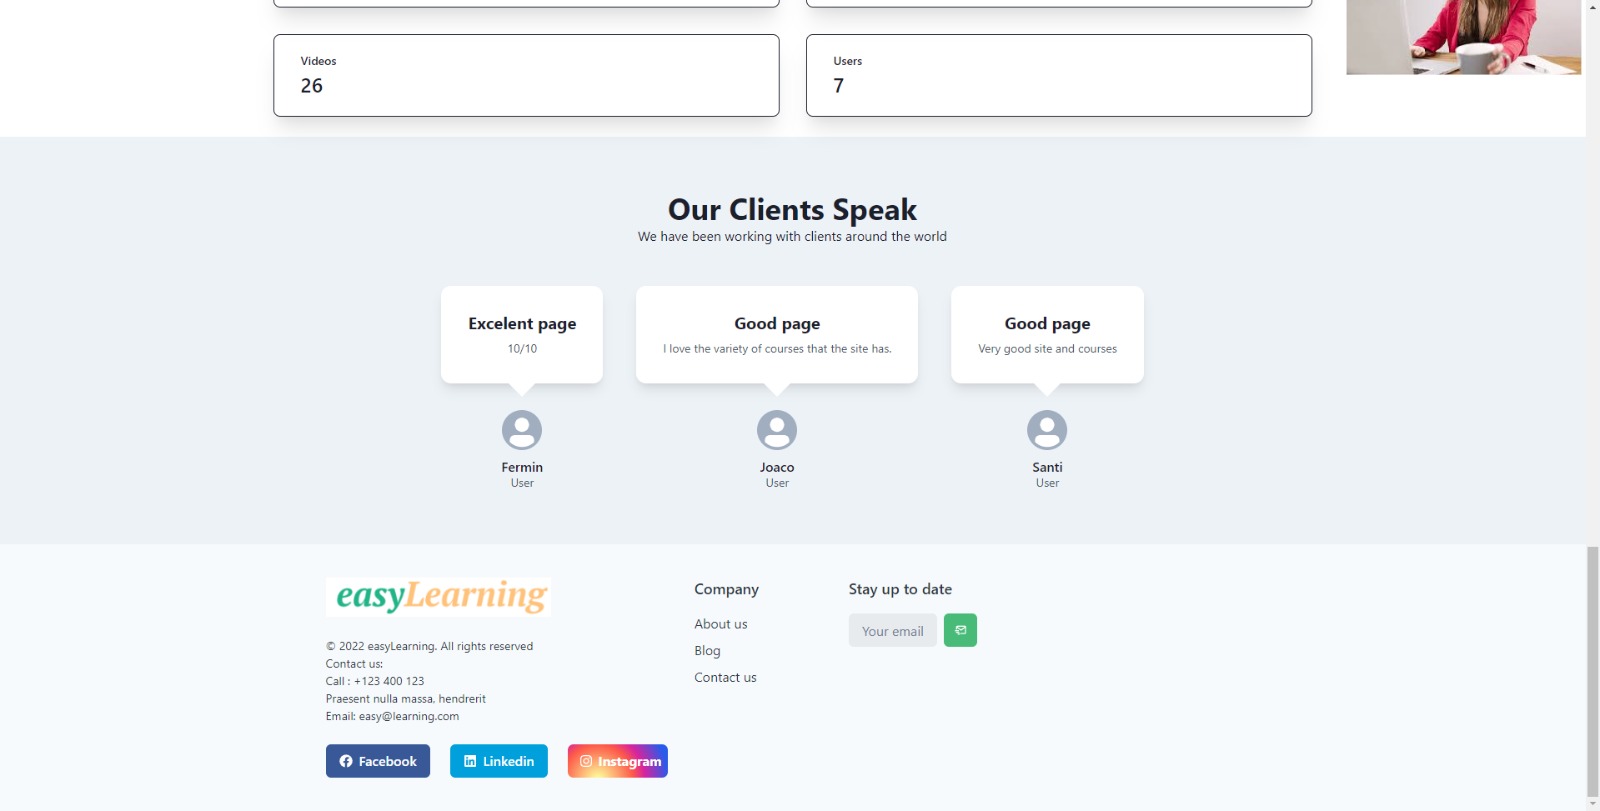 Videos
26
Users
7
Our Clients Speak
We have been working with clients around the world
Excelent page
10/10
Good page
I love the variety of courses that the site has.
Good page
Very good site and courses
Fermin
User
Joaco
User
Santi
User
easyLearning
© 2022 easyLearning. All rights reserved
Contact us:
Call : +123 400 123
Praesent nulla massa, hendrerit
Email: easy@learning.com
Facebook
Linkedin
Instagram
Company
About us
Blog
Contact us
Stay up to date
Your email